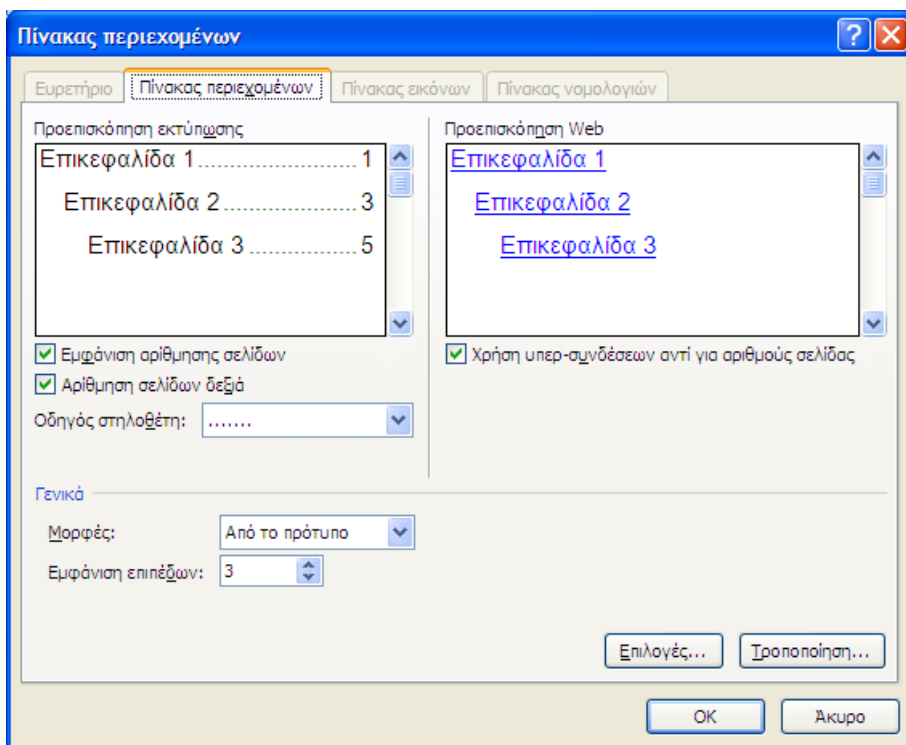 Πίνακας περιεχομένων
Ευρετήριο Πίνακας περιεχομένων Πίνακας εικόνων Πίνακας νομολογιών
Προεπισκόπηση εκτύπωσης
Επικεφαλίδα 1........................ 1
Επικεφαλίδα 2.................... 3
Επικεφαλίδα 3 ................ 5
Εμφάνιση αρίθμησης σελίδων
Αρίθμηση σελίδων δεξιά
Οδηγός στηλοθέτη: .......
Προεπισκόπηση Web
Επικεφαλίδα 1
Επικεφαλίδα 2
Επικεφαλίδα 3
Χρήση υπερ-συνδέσεων αντί για αριθμούς σελίδας
Γενικά
Μορφές: Από το πρότυπο
Εμφάνιση επιπέδων: 3
Επιλογές... Τροποποίηση...
OK Άκυρο